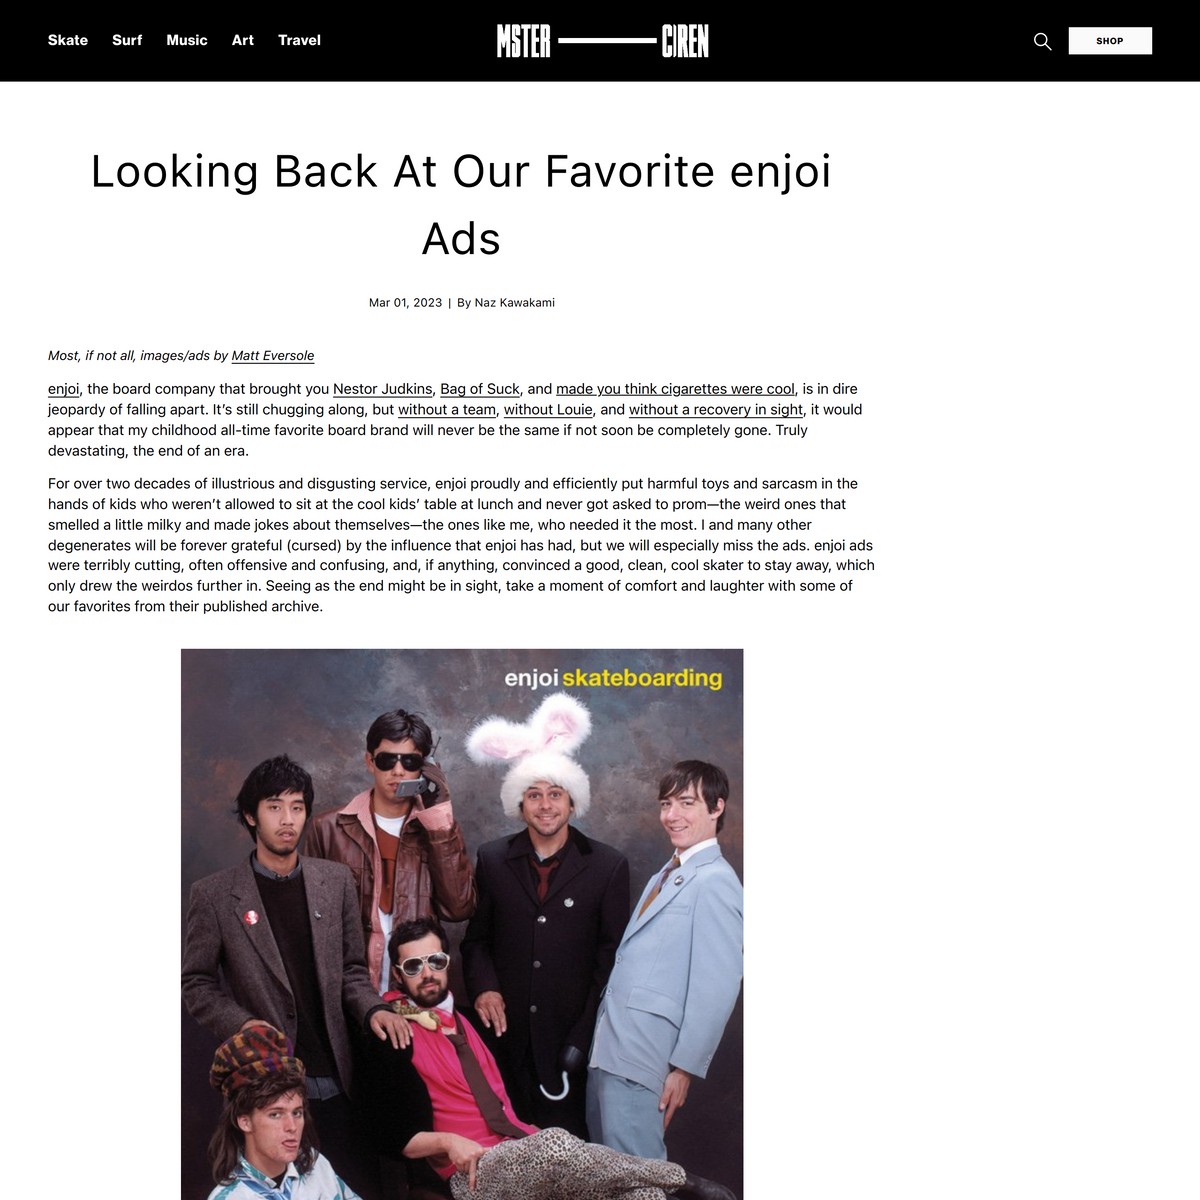 Skate Surf Music Art Travel MSTER CIREN SHOP
Looking Back At Our Favorite enjoi
Ads
Mar 01, 2023 | By Naz Kawakami
Most, if not all, images/ads by Matt Eversole
enjoi, the board company that brought you Nestor Judkins, Bag of Suck, and made you think cigarettes were cool, is in dire
jeopardy of falling apart. It’s still chugging along, but without a team, without Louie, and without a recovery in sight, it would
appear that my childhood all-time favorite board brand will never be the same if not soon be completely gone. Truly
devastating, the end of an era.
For over two decades of illustrious and disgusting service, enjoi proudly and efficiently put harmful toys and sarcasm in the
hands of kids who weren’t allowed to sit at the cool kids’ table at lunch and never got asked to prom—the weird ones that
smelled a little milky and made jokes about themselves—the ones like me, who needed it the most. I and many other
degenerates will be forever grateful (cursed) by the influence that enjoi has had, but we will especially miss the ads. enjoi ads
were terribly cutting, often offensive and confusing, and, if anything, convinced a good, clean, cool skater to stay away, which
only drew the weirdos further in. Seeing as the end might be in sight, take a moment of comfort and laughter with some of
our favorites from their published archive.
enjoi skateboarding